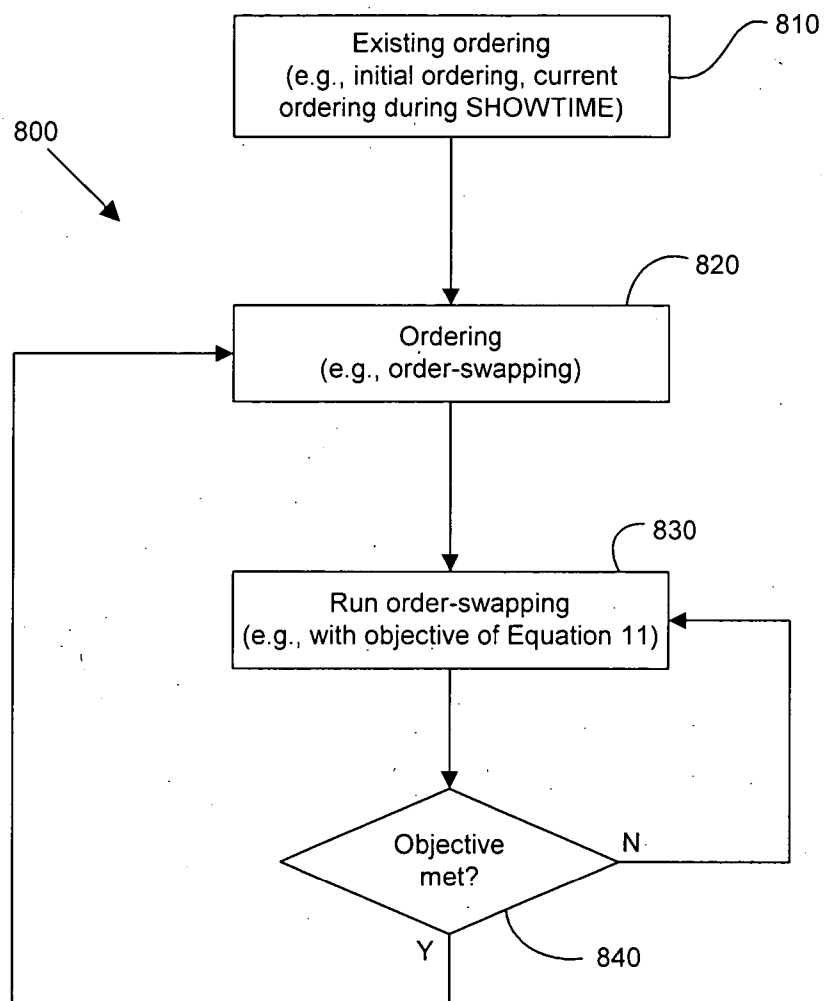 810
Existing ordering
(e.g., initial ordering, current
ordering during SHOWTIME)
800
820
Ordering
(e.g., order-swapping)
830
Run order-swapping
(e.g., with objective of Equation 11)
Objective
met?
N
Y
840